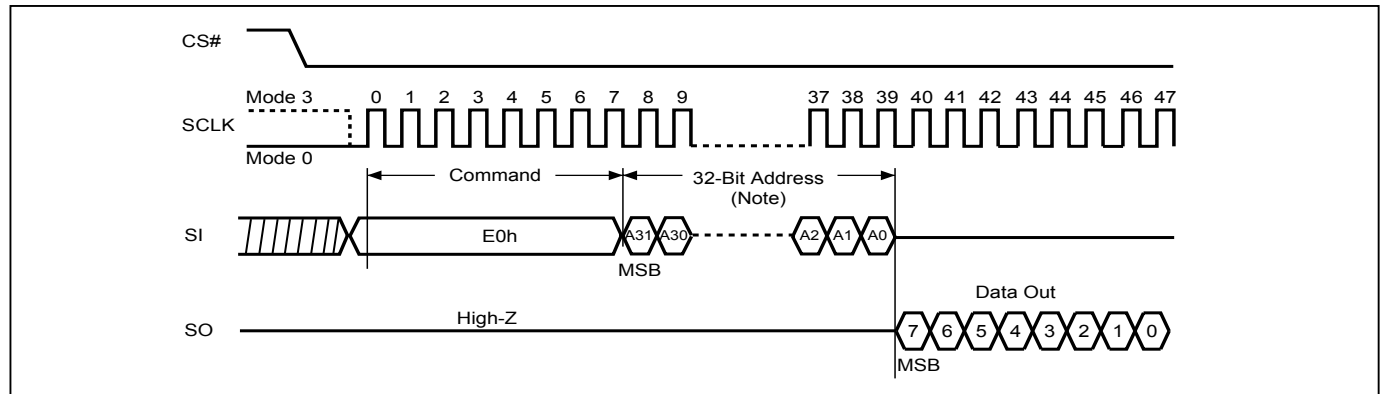 CS#
Mode 3
0 1 2 3 4 5 6 7 8 9 37 38 39 40 41 42 43 44 45 46 47
SCLK
Mode 0
Command
32-Bit Address
(Note)
SI
E0h
A31 A30 A2 A1 A0
MSB
Data Out
High-Z
SO
7 6 5 4 3 2 1 0
MSB